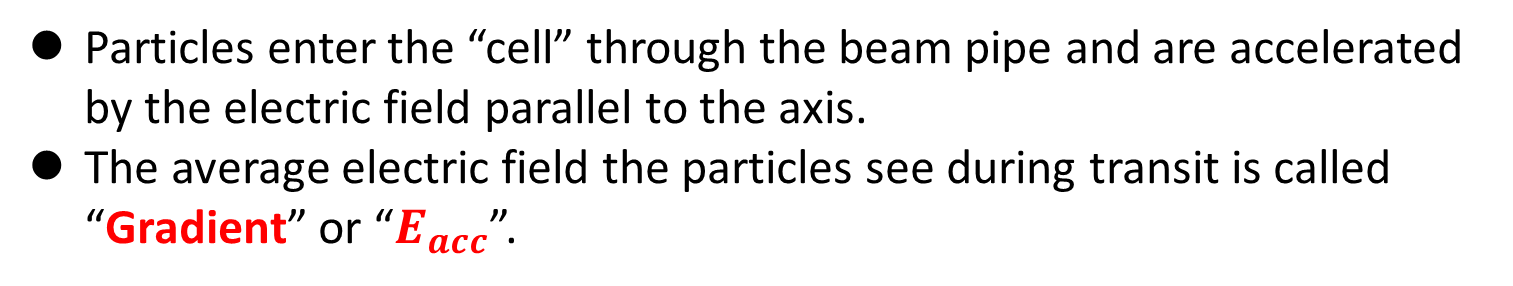 ● Particles enter the “cell” through the beam pipe and are accelerated
by the electric field parallel to the axis.
● The average electric field the particles see during transit is called
“Gradient” or “E_acc”.